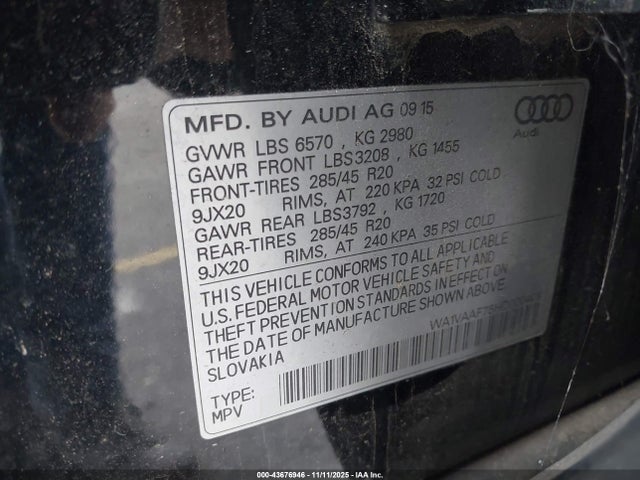 MFD. BY AUDI AG 09 15
Audi
GVWR LBS 6570 , KG 2980
GAWR FRONT LBS3208 , KG 1455
FRONT-TIRES 285/45 R20
9JX20 RIMS, AT 220 KPA 32 PSI COLD
GAWR REAR LBS3792 , KG 1720
REAR-TIRES 285/45 R20
9JX20 RIMS, AT 240 KPA 35 PSI COLD
THIS VEHICLE CONFORMS TO ALL APPLICABLE
U.S. FEDERAL MOTOR VEHICLE SAFETY AND
THEFT PREVENTION STANDARDS IN EFFECT ON
THE DATE OF MANUFACTURE SHOWN ABOVE.
SLOVAKIA
TYPE:
MPV
000-43676946 - 11/11/2025 - IAA Inc.